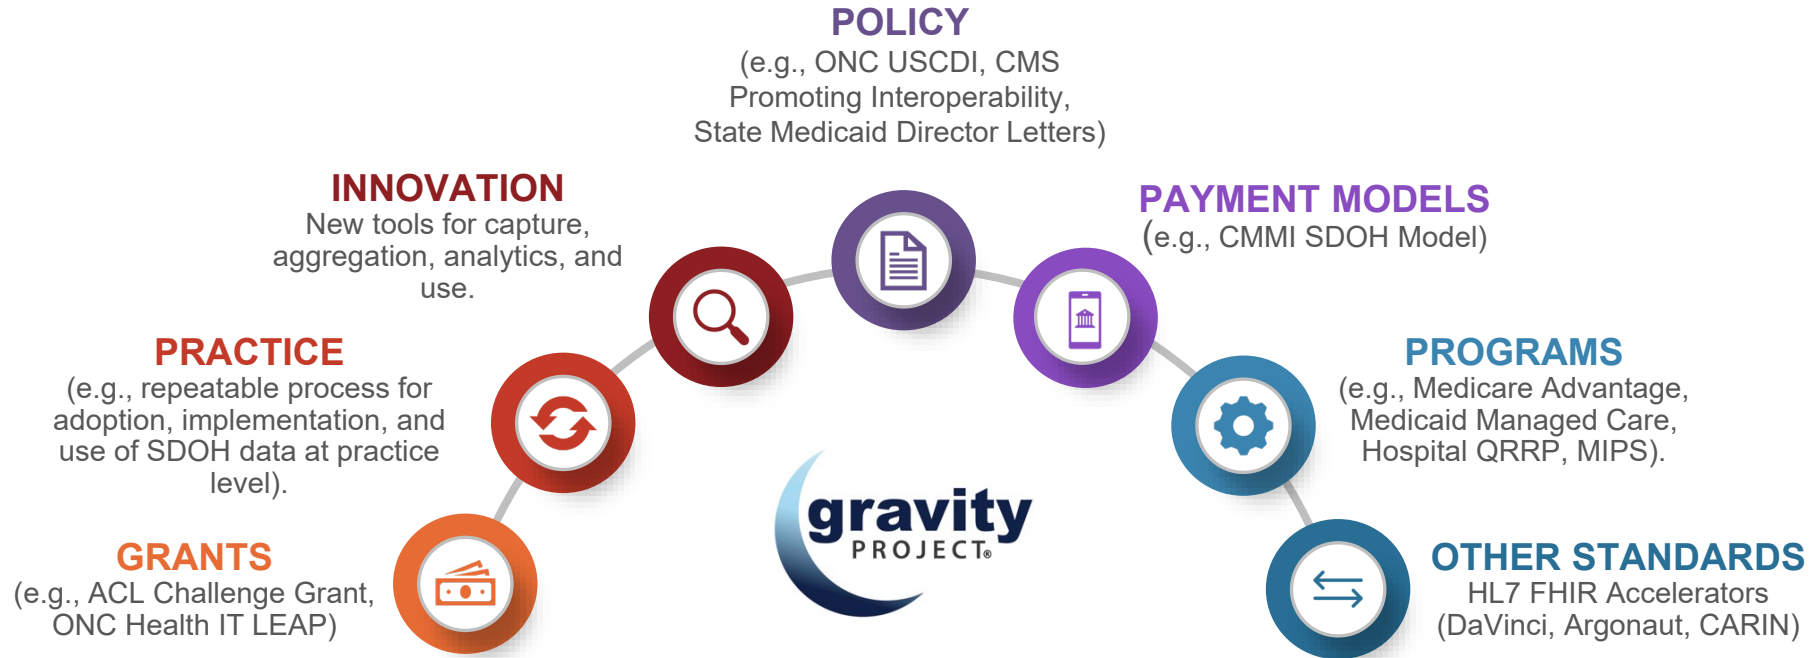 POLICY
(e.g., ONC USCDI, CMS
Promoting Interoperability,
State Medicaid Director Letters)
INNOVATION
New tools for capture,
aggregation, analytics, and
use.
PAYMENT MODELS
(e.g., CMMI SDOH Model)
PRACTICE
(e.g., repeatable process for
adoption, implementation, and
use of SDOH data at practice
level).
PROGRAMS
(e.g., Medicare Advantage,
Medicaid Managed Care,
Hospital QRRP, MIPS).
gravity
PROJECT®
GRANTS
(e.g., ACL Challenge Grant,
ONC Health IT LEAP)
OTHER STANDARDS
HL7 FHIR Accelerators
(DaVinci, Argonaut, CARIN)